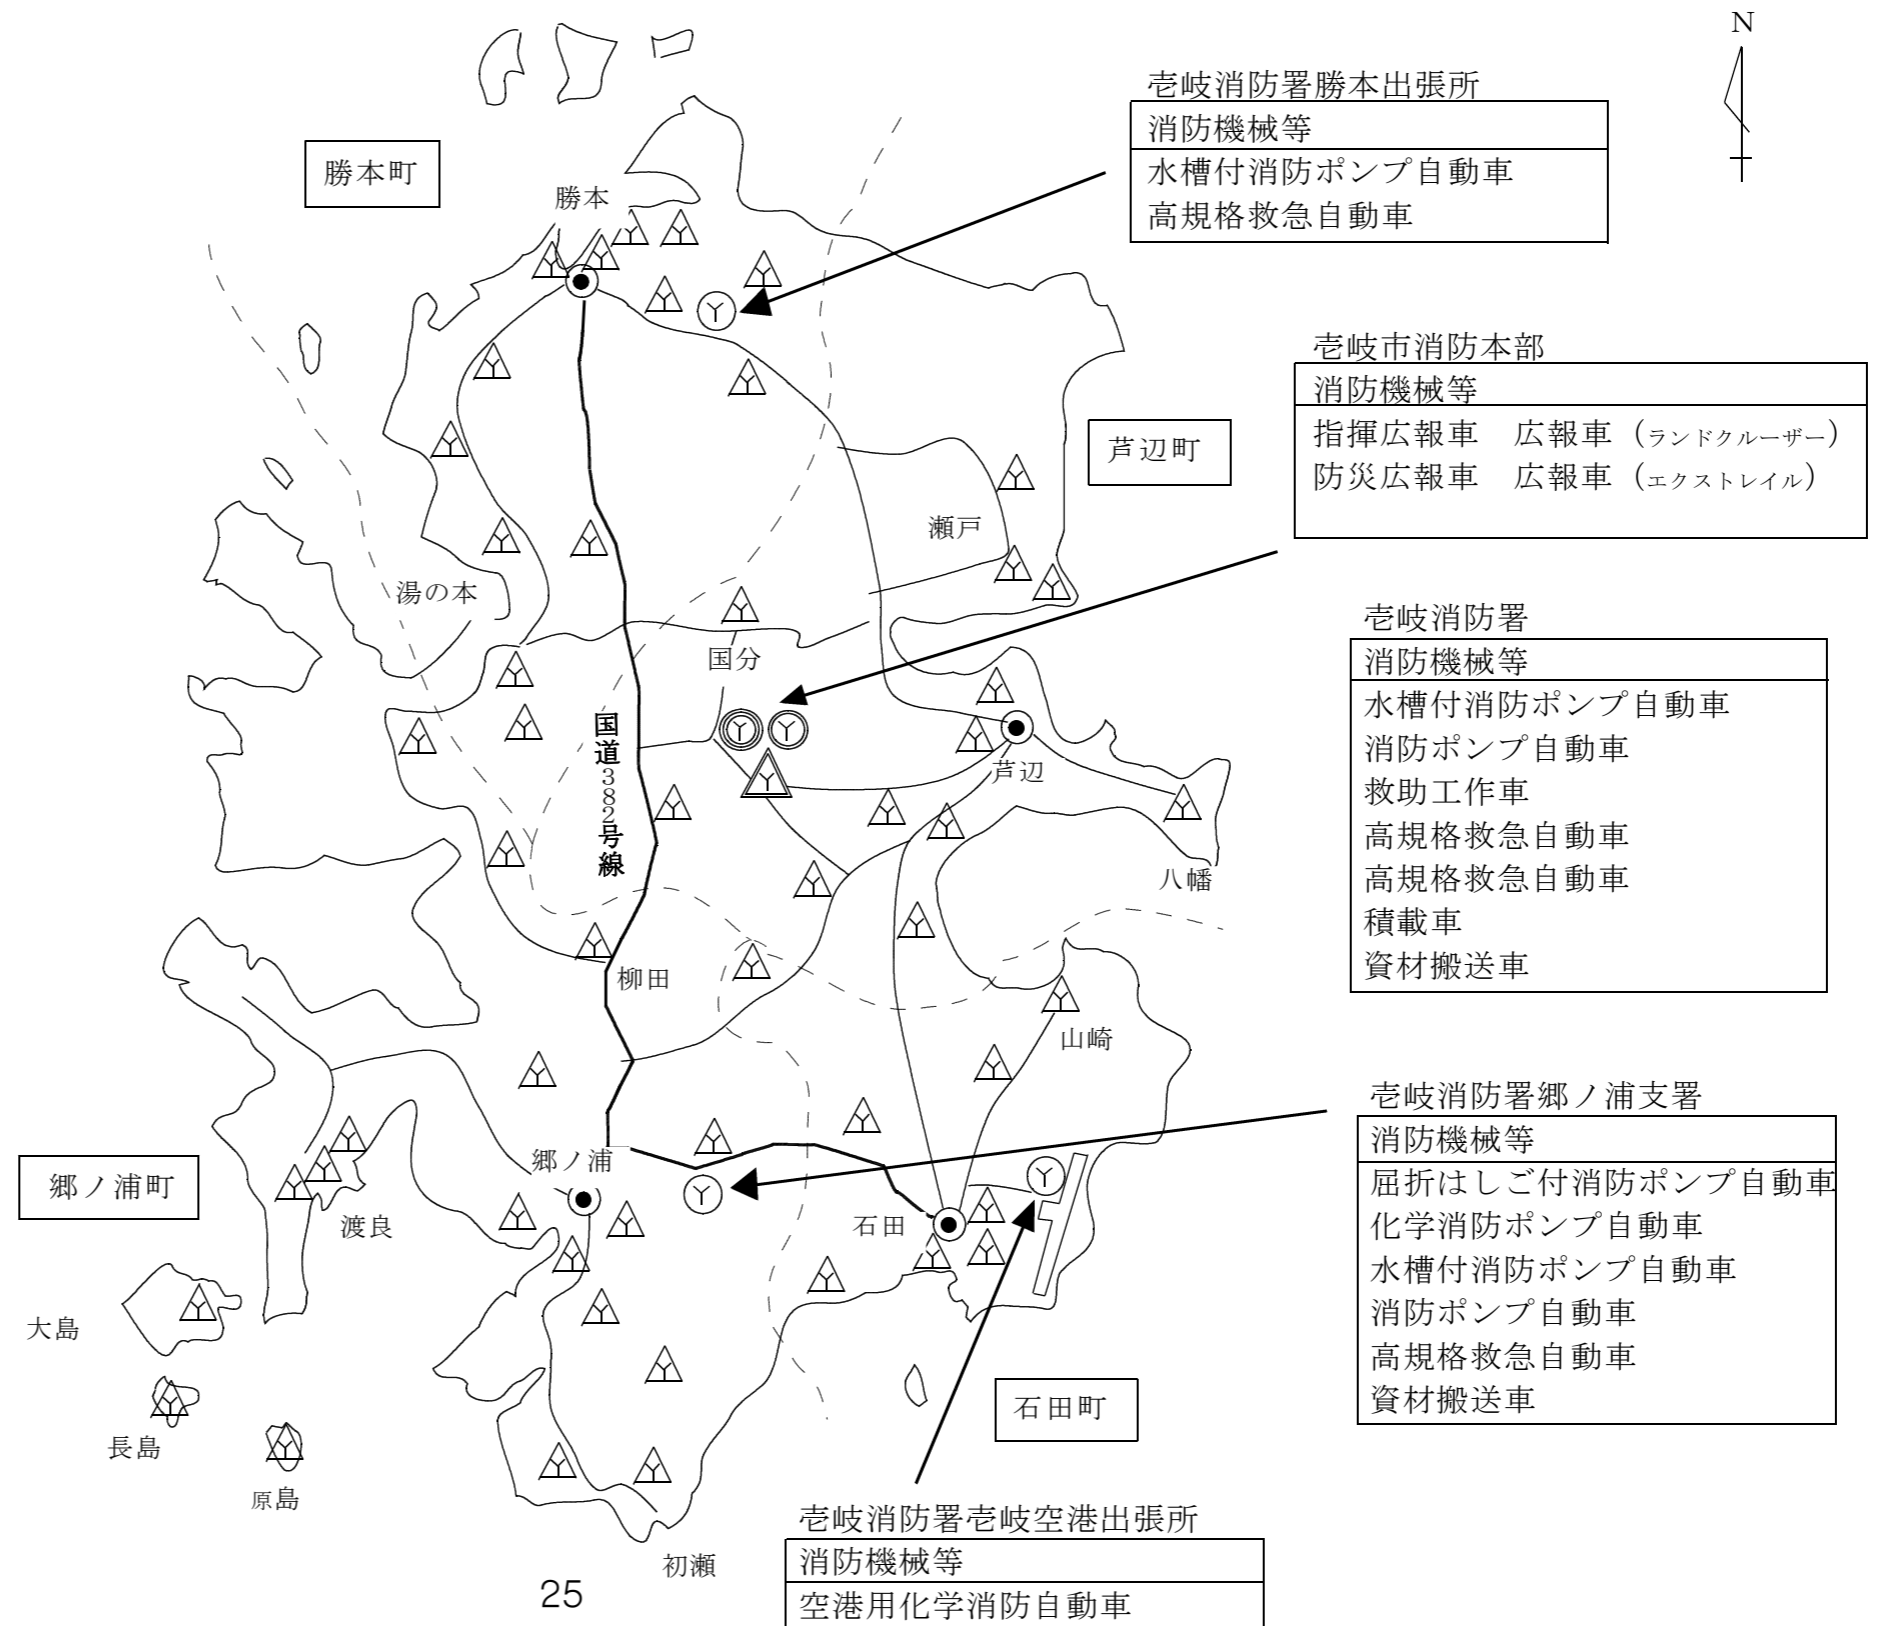 N
壱岐消防署勝本出張所
消防機械等
水槽付消防ポンプ自動車
高規格救急自動車
勝本町
勝本
壱岐市消防本部
消防機械等
指揮広報車　広報車（ランドクルーザー）
防災広報車　広報車（エクストレイル）
芦辺町
瀬戸
湯の本
国分
壱岐消防署
消防機械等
水槽付消防ポンプ自動車
消防ポンプ自動車
救助工作車
高規格救急自動車
高規格救急自動車
積載車
資材搬送車
国道382号線
芦辺
八幡
柳田
山崎
壱岐消防署郷ノ浦支署
消防機械等
屈折はしご付消防ポンプ自動車
化学消防ポンプ自動車
水槽付消防ポンプ自動車
消防ポンプ自動車
高規格救急自動車
資材搬送車
郷ノ浦町
郷ノ浦
渡良
石田
大島
長島
原島
石田町
初瀬
壱岐消防署壱岐空港出張所
消防機械等
空港用化学消防自動車
25